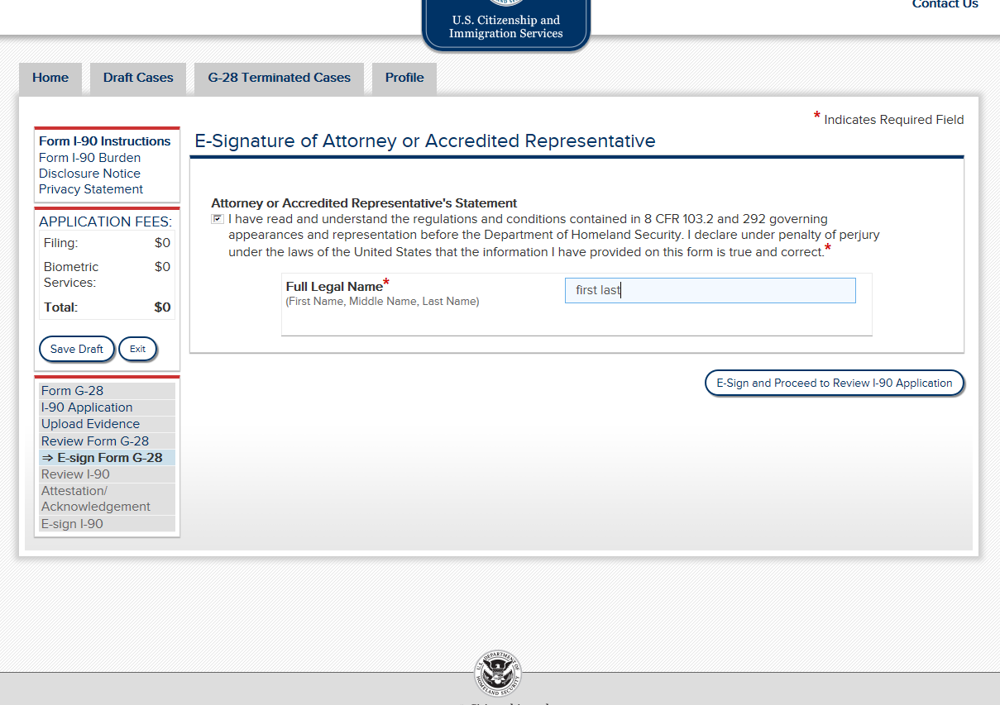 Contact Us
U.S. Citizenship and
Immigration Services
Home
Draft Cases
G-28 Terminated Cases
Profile
* Indicates Required Field
Form I-90 Instructions
Form I-90 Burden
Disclosure Notice
Privacy Statement
APPLICATION FEES:
Filing: $0
Biometric $0
Services:
Total: $0
Save Draft
Exit
Form G-28
I-90 Application
Upload Evidence
Review Form G-28
⇒ E-sign Form G-28
Review I-90
Attestation/
Acknowledgement
E-sign I-90
E-Signature of Attorney or Accredited Representative
Attorney or Accredited Representative's Statement
I have read and understand the regulations and conditions contained in 8 CFR 103.2 and 292 governing
appearances and representation before the Department of Homeland Security. I declare under penalty of perjury
under the laws of the United States that the information I have provided on this form is true and correct.*
Full Legal Name*
(First Name, Middle Name, Last Name)
first last
E-Sign and Proceed to Review I-90 Application
U.S. DEPARTMENT OF
HOMELAND SECURITY